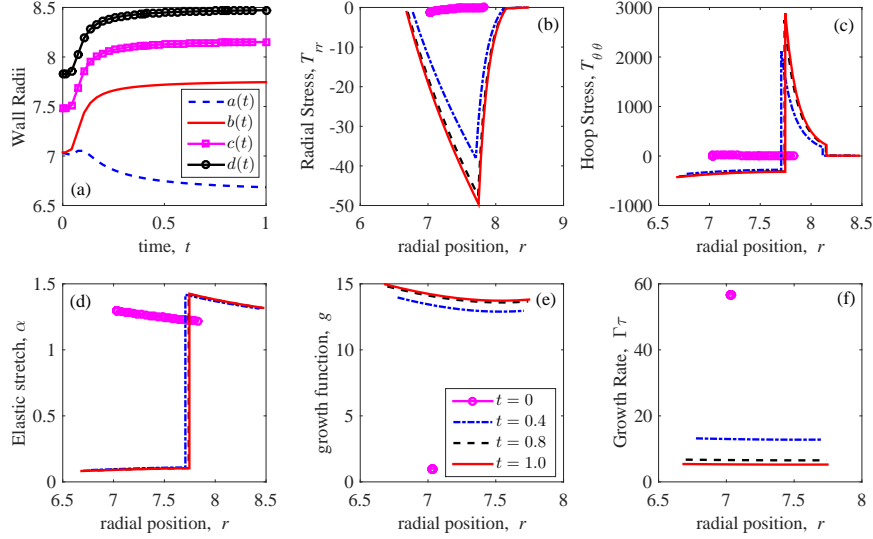 8.5
8
7.5
7
6.5
Wall Radii
0
0.5
1
time, t
(a)
a(t)
b(t)
c(t)
d(t)
0
-10
-20
-30
-40
-50
Radial Stress, T_rr
6
7
8
9
radial position, r
(b)
3000
2000
1000
0
-1000
Hoop Stress, T_θθ
6.5
7
7.5
8
8.5
radial position, r
(c)
1.5
1
0.5
0
Elastic stretch, α
6.5
7
7.5
8
8.5
radial position, r
(d)
15
10
5
0
growth function, g
6.5
7
7.5
8
radial position, r
(e)
t = 0
t = 0.4
t = 0.8
t = 1.0
60
40
20
0
Growth Rate, Γτ
6.5
7
7.5
8
radial position, r
(f)